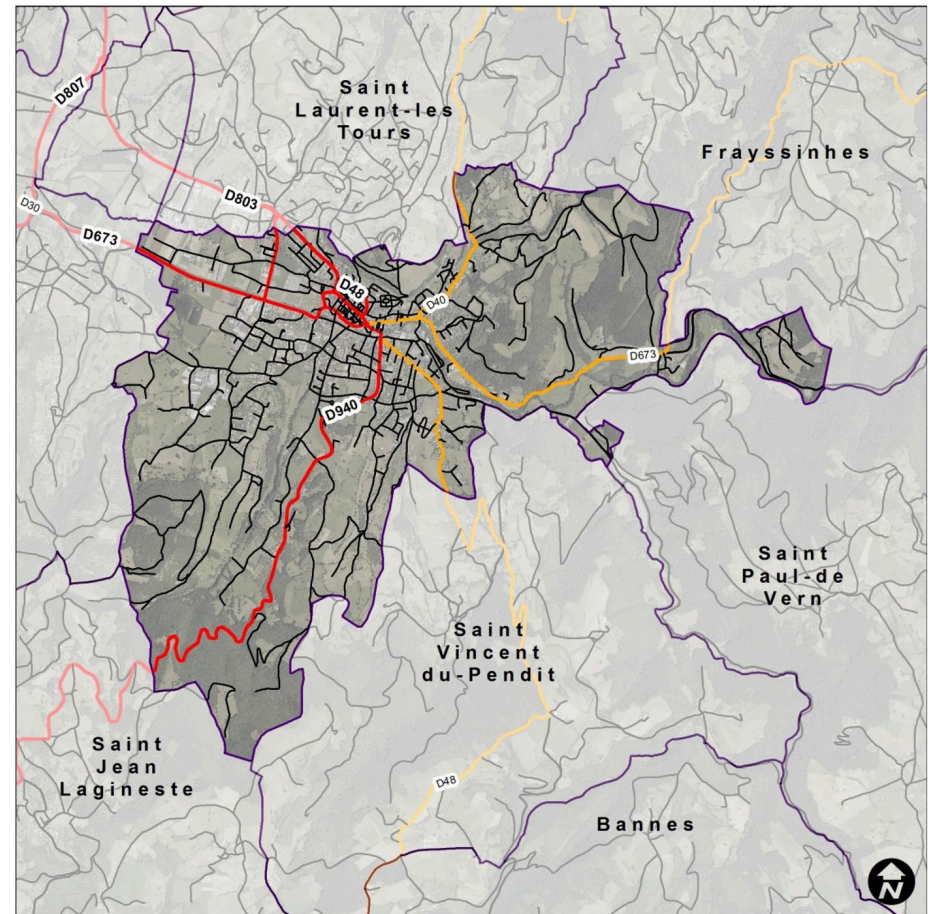 D807
Saint
Laurent-les
Tours
Frayssinhes
D30
D803
D673
D48
D40
D673
D940
Saint
Paul-de
Vern
Saint
Vincent
du-Pendit
Saint
Jean
Lagineste
D48
Bannes
N